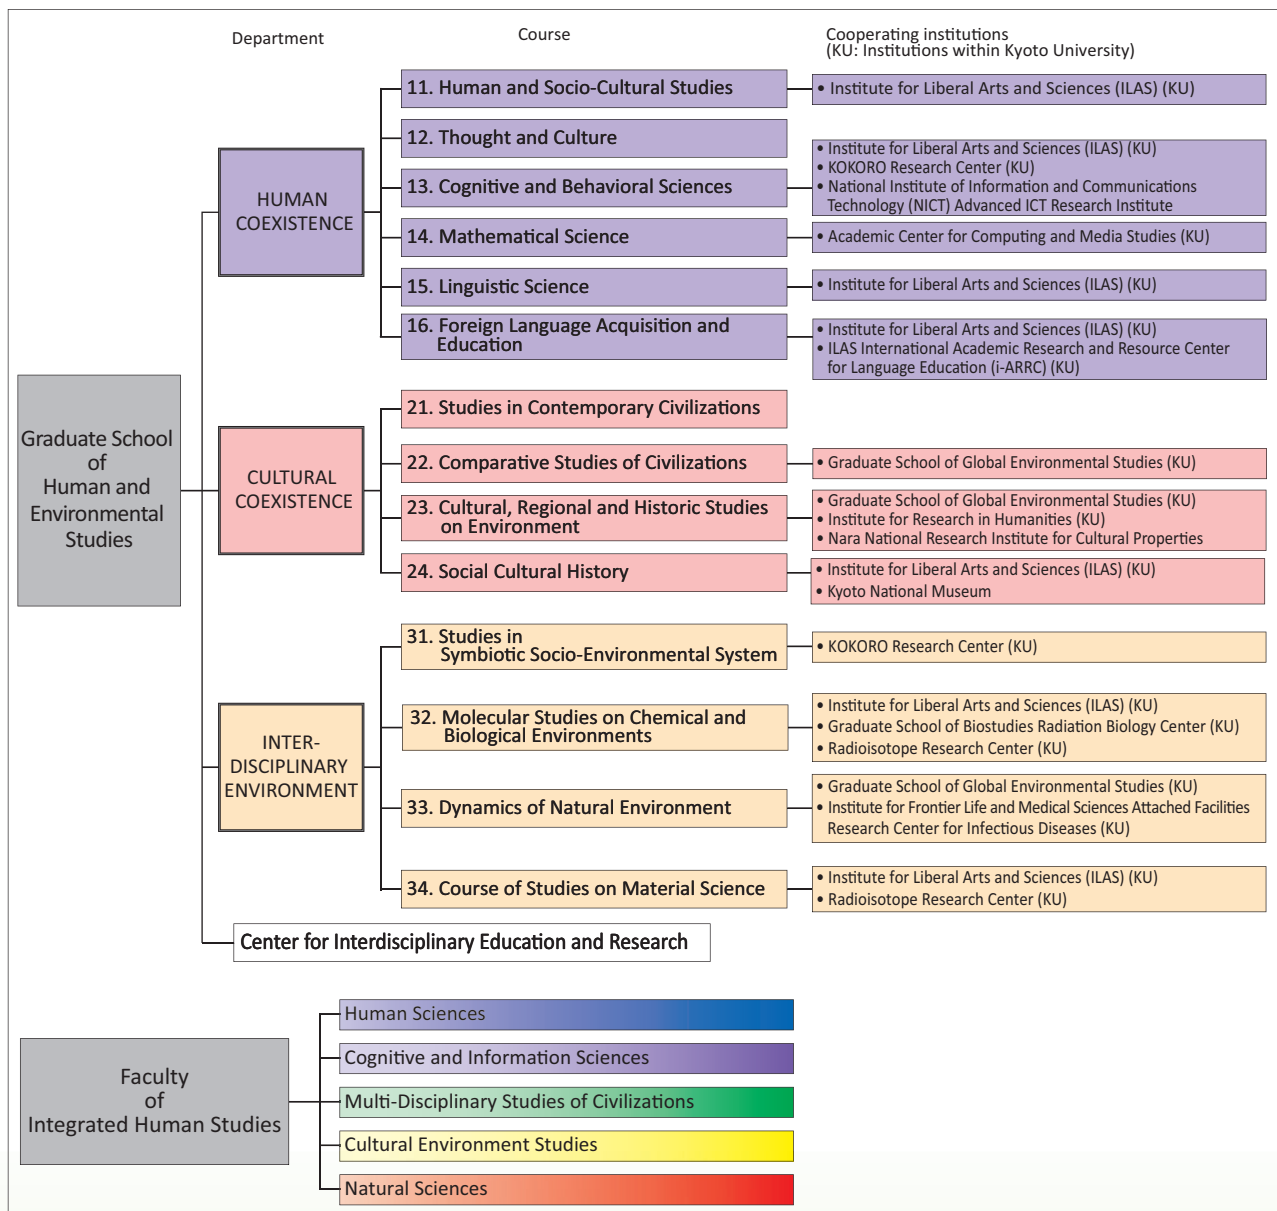 Department
Course
Cooperating institutions
(KU: Institutions within Kyoto University)
Graduate School
of
Human and
Environmental
Studies
HUMAN
COEXISTENCE
11. Human and Socio-Cultural Studies
• Institute for Liberal Arts and Sciences (ILAS) (KU)
12. Thought and Culture
13. Cognitive and Behavioral Sciences
• Institute for Liberal Arts and Sciences (ILAS) (KU)
• KOKORO Research Center (KU)
• National Institute of Information and Communications
Technology (NICT) Advanced ICT Research Institute
14. Mathematical Science
• Academic Center for Computing and Media Studies (KU)
15. Linguistic Science
• Institute for Liberal Arts and Sciences (ILAS) (KU)
16. Foreign Language Acquisition and
Education
• Institute for Liberal Arts and Sciences (ILAS) (KU)
• ILAS International Academic Research and Resource Center
for Language Education (i-ARRC) (KU)
CULTURAL
COEXISTENCE
21. Studies in Contemporary Civilizations
22. Comparative Studies of Civilizations
• Graduate School of Global Environmental Studies (KU)
23. Cultural, Regional and Historic Studies
on Environment
• Graduate School of Global Environmental Studies (KU)
• Institute for Research in Humanities (KU)
• Nara National Research Institute for Cultural Properties
24. Social Cultural History
• Institute for Liberal Arts and Sciences (ILAS) (KU)
• Kyoto National Museum
INTER-
DISCIPLINARY
ENVIRONMENT
31. Studies in
Symbiotic Socio-Environmental System
• KOKORO Research Center (KU)
32. Molecular Studies on Chemical and
Biological Environments
• Institute for Liberal Arts and Sciences (ILAS) (KU)
• Graduate School of Biostudies Radiation Biology Center (KU)
• Radioisotope Research Center (KU)
33. Dynamics of Natural Environment
• Graduate School of Global Environmental Studies (KU)
• Institute for Frontier Life and Medical Sciences Attached Facilities
Research Center for Infectious Diseases (KU)
34. Course of Studies on Material Science
• Institute for Liberal Arts and Sciences (ILAS) (KU)
• Radioisotope Research Center (KU)
Center for Interdisciplinary Education and Research
Faculty
of
Integrated Human Studies
Human Sciences
Cognitive and Information Sciences
Multi-Disciplinary Studies of Civilizations
Cultural Environment Studies
Natural Sciences